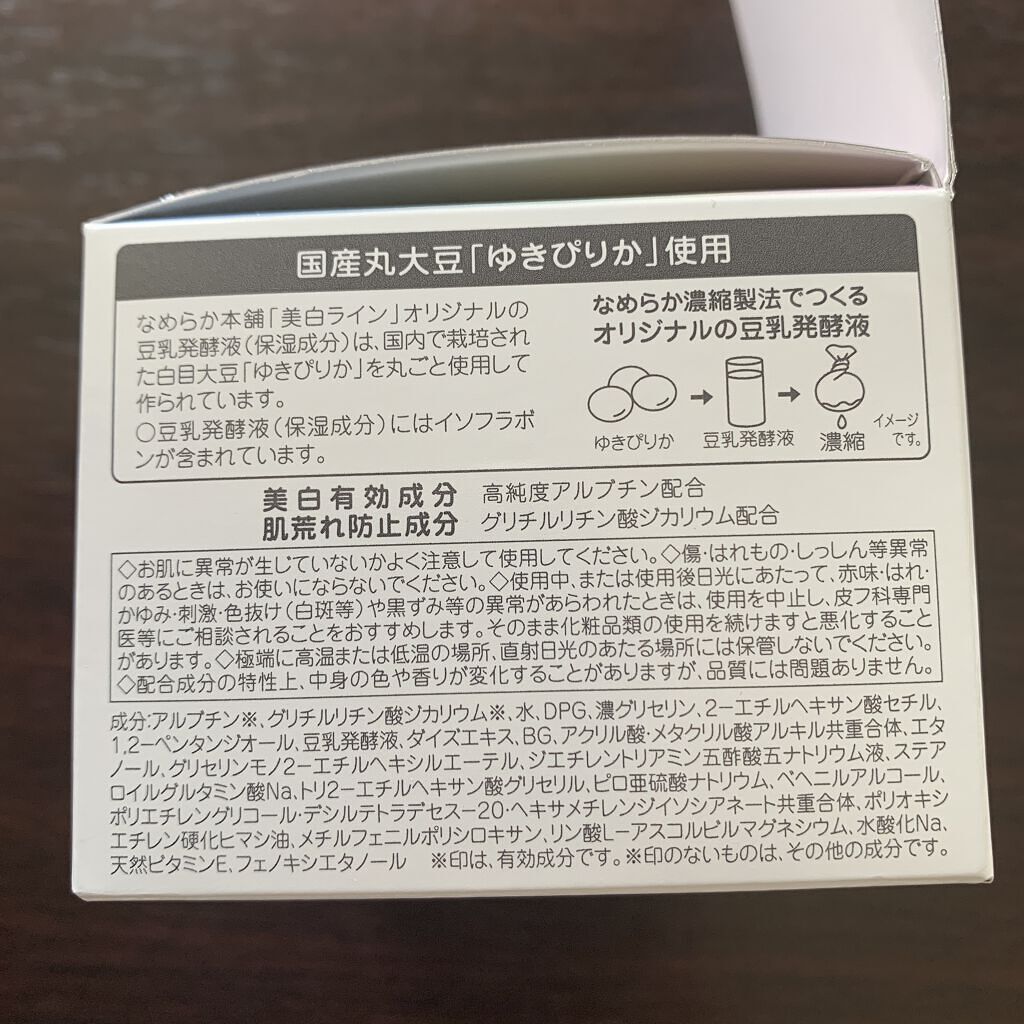 国産丸大豆「ゆきぴりか」使用
なめらか本舗「美白ライン」オリジナルの
豆乳発酵液(保湿成分)は、国内で栽培され
た白目大豆「ゆきぴりか」を丸ごと使用して
作られています。
○豆乳発酵液(保湿成分)にはイソフラボ
ンが含まれています。
なめらか濃縮製法でつくる
オリジナルの豆乳発酵液
ゆきぴりか
豆乳発酵液
濃縮
イメージ
です。
美白有効成分 高純度アルブチン配合
肌荒れ防止成分 グリチルリチン酸ジカリウム配合
◇お肌に異常が生じていないかよく注意して使用してください。◇傷・はれもの・しっしん等異常
のあるときは、お使いにならないでください。◇使用中、または使用後日光にあたって、赤味・はれ・
かゆみ・刺激・色抜け(白斑等)や黒ずみ等の異常があらわれたときは、使用を中止し、皮フ科専門
医等にご相談されることをおすすめします。そのまま化粧品類の使用を続けますと悪化すること
があります。◇極端に高温または低温の場所、直射日光のあたる場所には保管しないでください。
◇配合成分の特性上、中身の色や香りが変化することがありますが、品質には問題ありません。
成分:アルブチン※、グリチルリチン酸ジカリウム※、水、DPG、濃グリセリン、2-エチルヘキサン酸セチル、
1,2-ペンタンジオール、豆乳発酵液、ダイズエキス、BG、アクリル酸・メタクリル酸アルキル共重合体、エタ
ノール、グリセリンモノ2-エチルヘキシルエーテル、ジエチレントリアミン五酢酸五ナトリウム液、ステア
ロイルグルタミン酸Na、トリ2-エチルヘキサン酸グリセリル、ピロ亜硫酸ナトリウム、ベヘニルアルコール、
ポリエチレングリコール・デシルテトラデセス-20・ヘキサメチレンジイソシアネート共重合体、ポリオキシ
エチレン硬化ヒマシ油、メチルフェニルポリシロキサン、リン酸L-アスコルビルマグネシウム、水酸化Na、
天然ビタミンE、フェノキシエタノール ※印は、有効成分です。※印のないものは、その他の成分です。